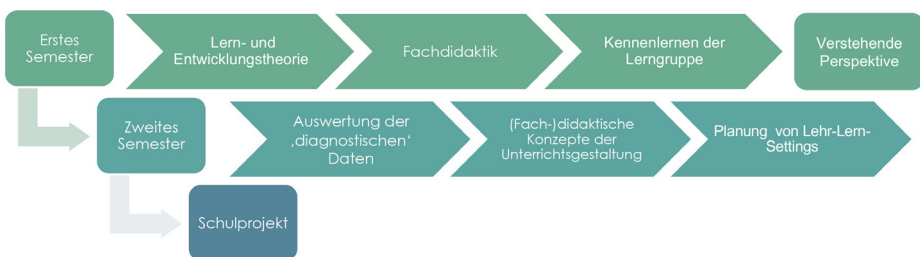 Erstes
Semester
Lern- und
Entwicklungstheorie
Fachdidaktik
Kennenlernen der
Lerngruppe
Verstehende
Perspektive
Zweites
Semester
Auswertung der
‚diagnostischen‘
Daten
(Fach-)didaktische
Konzepte der
Unterrichtsgestaltung
Planung von Lehr-Lern-
Settings
Schulprojekt